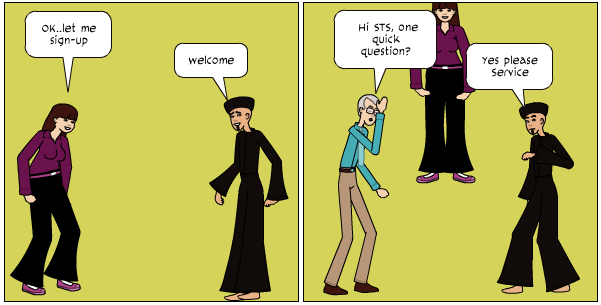 OK..let me
sign-up
welcome
Hi STS, one
quick
question?
Yes please
Service